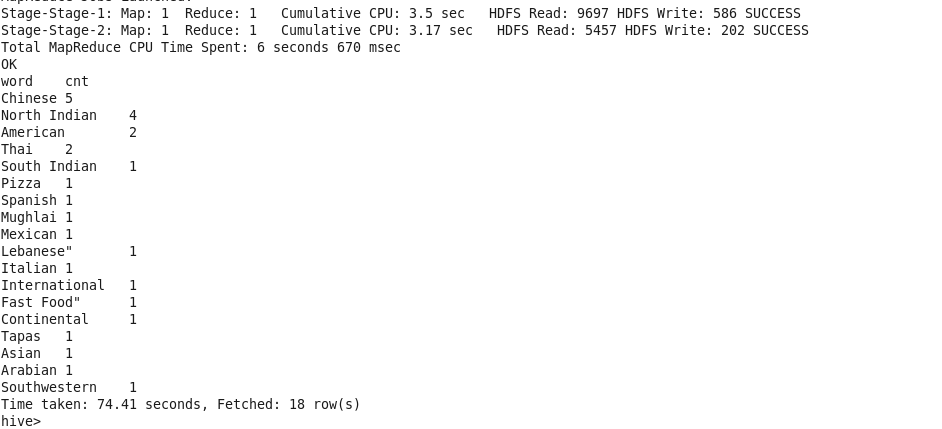 Stage-Stage-1: Map: 1  Reduce: 1   Cumulative CPU: 3.5 sec   HDFS Read: 9697 HDFS Write: 586 SUCCESS
Stage-Stage-2: Map: 1  Reduce: 1   Cumulative CPU: 3.17 sec   HDFS Read: 5457 HDFS Write: 202 SUCCESS
Total MapReduce CPU Time Spent: 6 seconds 670 msec
OK
word    cnt
Chinese 5
North Indian    4
American        2
Thai    2
South Indian    1
Pizza   1
Spanish 1
Mughlai 1
Mexican 1
Lebanese"       1
Italian 1
International   1
Fast Food"      1
Continental     1
Tapas   1
Asian   1
Arabian 1
Southwestern    1
Time taken: 74.41 seconds, Fetched: 18 row(s)
hive>